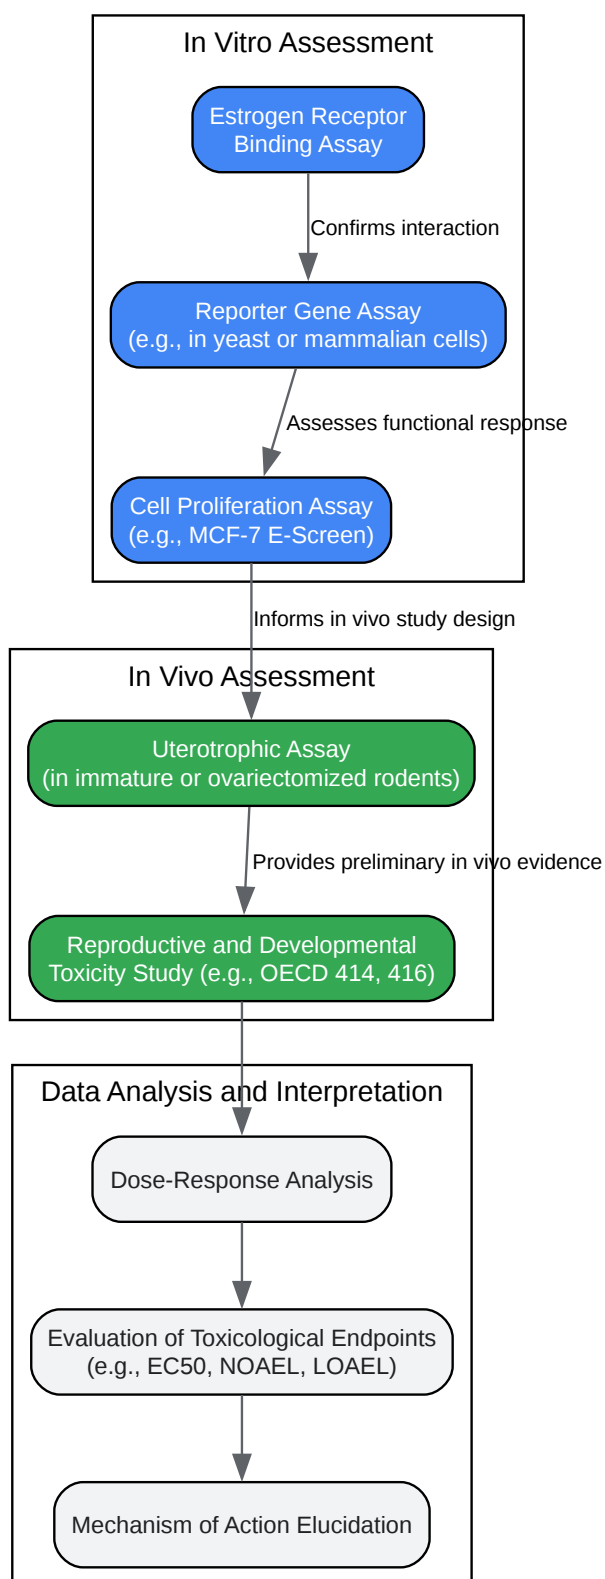 In Vitro Assessment
Estrogen Receptor
Binding Assay
Confirms interaction
Reporter Gene Assay
(e.g., in yeast or mammalian cells)
Assesses functional response
Cell Proliferation Assay
(e.g., MCF-7 E-Screen)
Informs in vivo study design
In Vivo Assessment
Uterotrophic Assay
(in immature or ovariectomized rodents)
Provides preliminary in vivo evidence
Reproductive and Developmental
Toxicity Study (e.g., OECD 414, 416)
Data Analysis and Interpretation
Dose-Response Analysis
Evaluation of Toxicological Endpoints
(e.g., EC50, NOAEL, LOAEL)
Mechanism of Action Elucidation